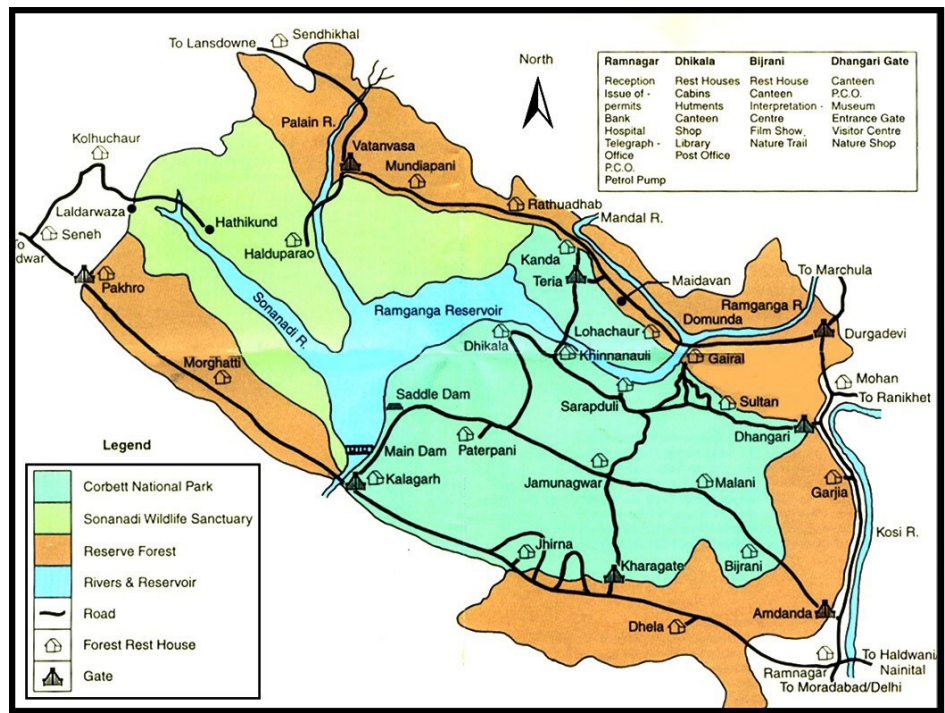 To Lansdowne
Sendhikhal
North
Ramnagar
Reception
Issue of -
permits
Bank
Hospital
Telegraph -
Office
P.C.O.
Petrol Pump
Dhikala
Rest Houses
Cabins
Hutments
Canteen
Shop
Library
Post Office
Bijrani
Rest House
Canteen
Interpretation -
Centre
Film Show,
Nature Trail
Dhangari Gate
Canteen
P.C.O.
Museum
Entrance Gate
Visitor Centre
Nature Shop
Palain R.
Vatanvasa
Mundiapani
Kolhuchaur
Laldarwaza
Hathikund
Halduparao
Rathuadhab
Mandal R.
Seneh
To
dwar
Pakhro
Kanda
Teria
Maidavan
To Marchula
Ramganga R.
Domunda
Durgadevi
Sonanadi R.
Ramganga Reservoir
Lohachaur
Dhikala
Khinnanauli
Gairal
Morghatti
Mohan
To Ranikhet
Saddle Dam
Sarapduli
Sultan
Dhangari
Main Dam
Paterpani
Kalagarh
Jamunagwar
Malani
Garjia
Kosi R.
Jhirna
Kharagate
Bijrani
Amdanda
Dhela
Ramnagar
To Haldwani/
Nainital
To Moradabad/Delhi
Legend
Corbett National Park
Sonanadi Wildlife Sanctuary
Reserve Forest
Rivers & Reservoir
Road
Forest Rest House
Gate